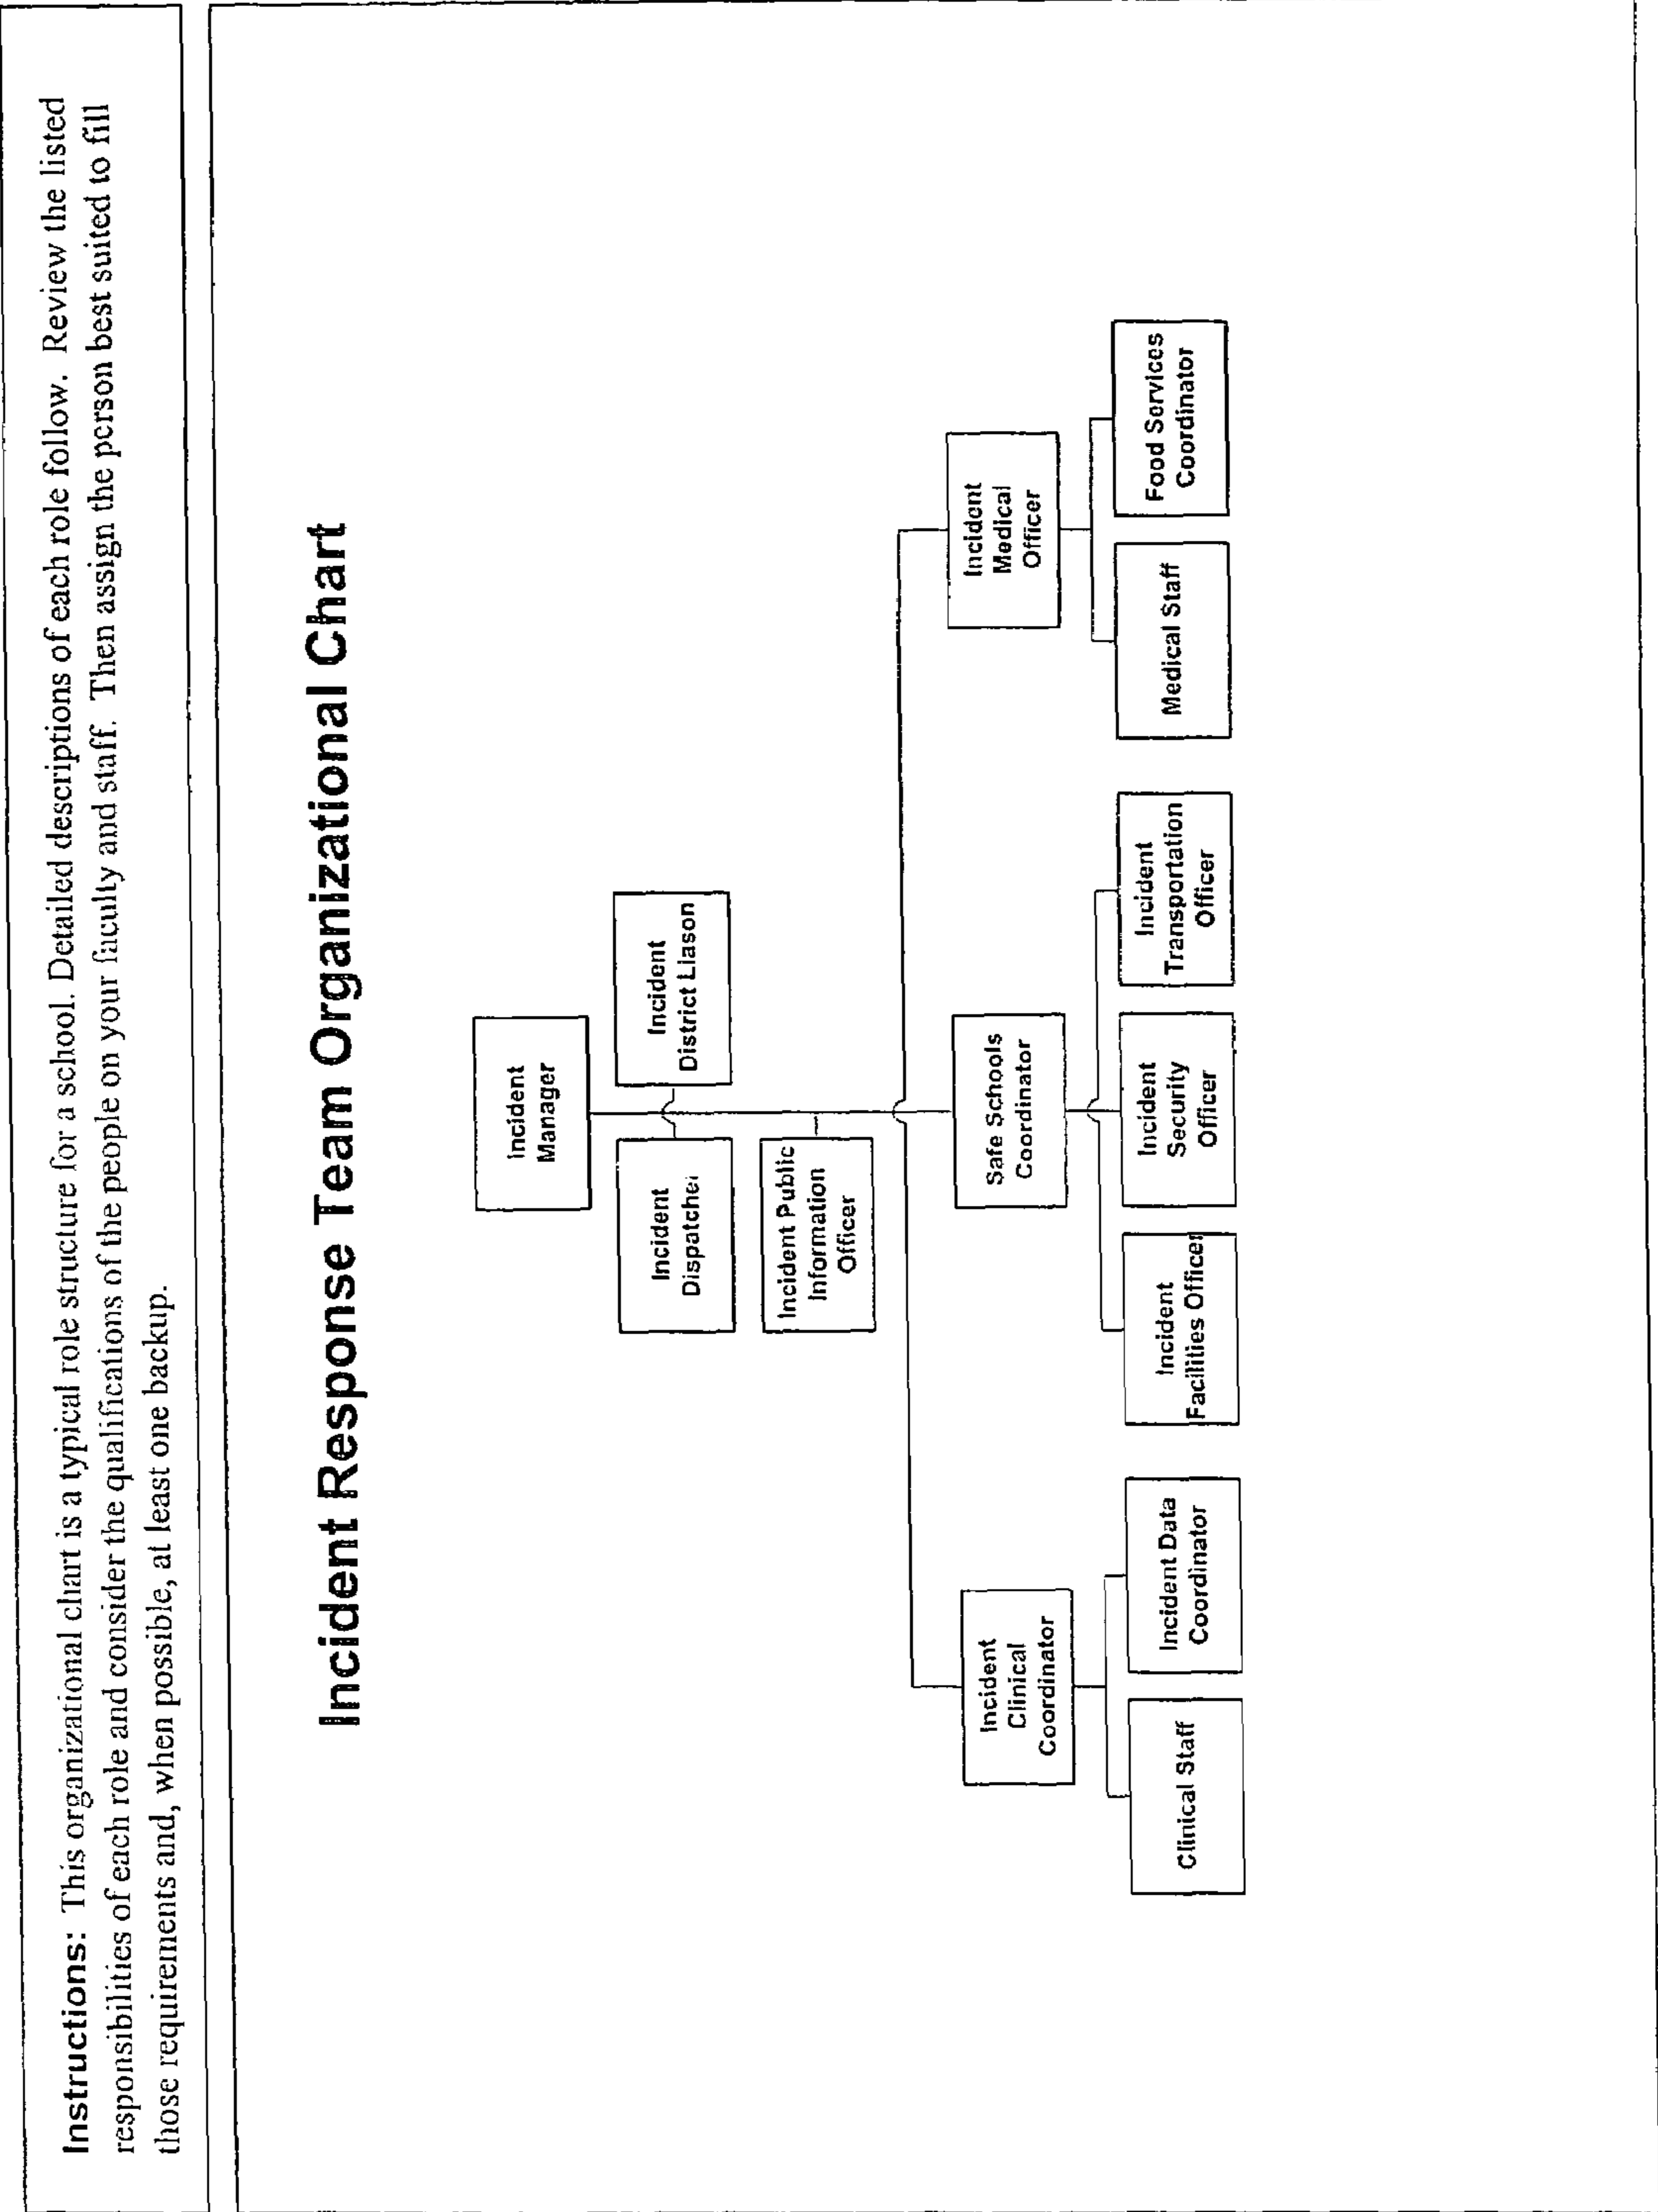 Instructions: This organizational chart is a typical role structure for a school. Detailed descriptions of each role follow. Review the listed
responsibilities of each role and consider the qualifications of the people on your faculty and staff. Then assign the person best suited to fill
those requirements and, when possible, at least one backup.
Incident Response Team Organizational Chart
Incident
Manager
Incident
Dispatcher
Incident
District Liason
Incident Public
Information
Officer
Incident
Clinical
Coordinator
Safe Schools
Coordinator
Incident
Medical
Officer
Clinical Staff
Incident Data
Coordinator
Incident
Facilities Officer
Incident
Security
Officer
Incident
Transportation
Officer
Medical Staff
Food Services
Coordinator